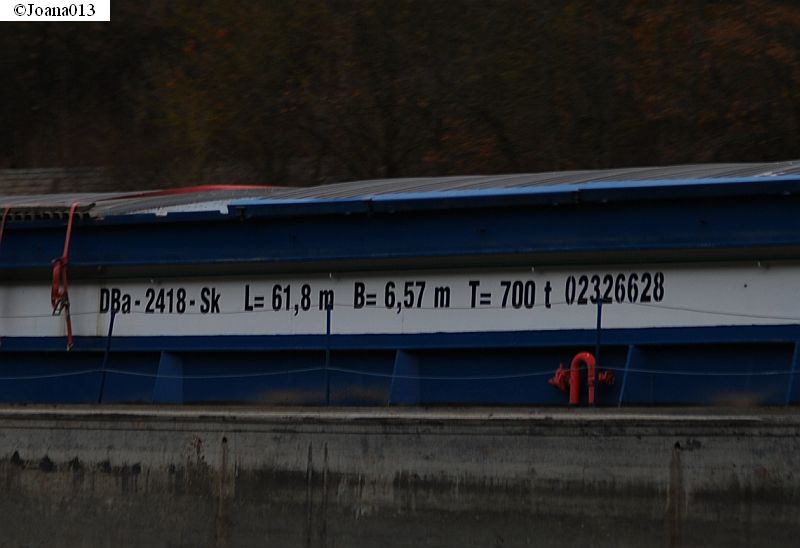 ©Joana013
DBa - 2418 - Sk L= 61,8 m B= 6,57 m T= 700 t 02326628